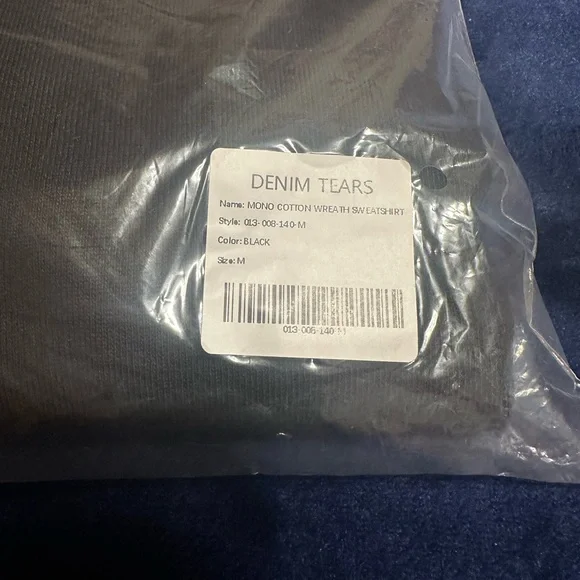 DENIM TEARS
Name: MONO COTTON WREATH SWEATSHIRT
Style: 013-008-140-M
Color: BLACK
Size: M
013-008-140-M